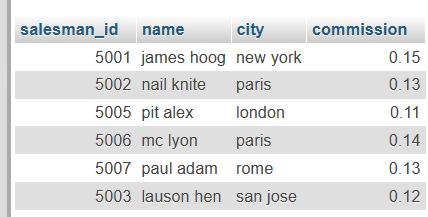 salesman_id name city commission
5001 james hoog new york 0.15
5002 nail knite paris 0.13
5005 pit alex london 0.11
5006 mc lyon paris 0.14
5007 paul adam rome 0.13
5003 lauson hen san jose 0.12